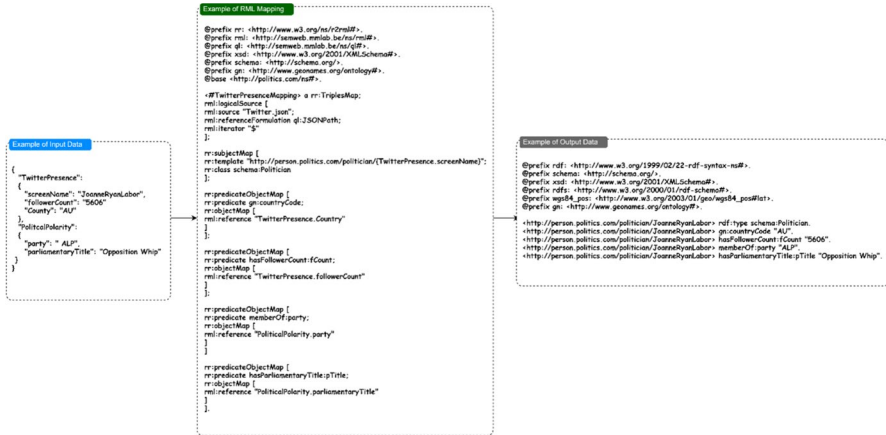 Example of RML Mapping
@prefix rr: <http://www.w3.org/ns/r2rml#>.
@prefix rml: <http://semweb.mmlab.be/ns/rml#>.
@prefix ql: <http://semweb.mmlab.be/ns/ql#>.
@prefix xsd: <http://www.w3.org/2001/XMLSchema#>.
@prefix schema: <http://schema.org/>.
@prefix gn: <http://www.geonames.org/ontology#>.
@base <http://politics.com/ns#>.
<#TwitterPresenceMapping> a rr:TriplesMap;
rml:logicalSource [
rml:source "Twitter.json";
rml:referenceFormulation ql:JSONPath;
rml:iterator "$"
];
rr:subjectMap [
rr:template "http://person.politics.com/politician/{TwitterPresence.screenName}";
rr:class schema:Politician
];
rr:predicateObjectMap [
rr:predicate gn:countryCode;
rr:objectMap [
rml:reference "TwitterPresence.Country"
]
];
rr:predicateObjectMap [
rr:predicate hasFollowerCount:fCount;
rr:objectMap [
rml:reference "TwitterPresence.followerCount"
]
];
rr:predicateObjectMap [
rr:predicate memberOf:party;
rr:objectMap [
rml:reference "PoliticalPolarity.party"
]
]
rr:predicateObjectMap [
rr:predicate hasParliamentaryTitle:pTitle;
rr:objectMap [
rml:reference "PoliticalPolarity.parliamentaryTitle"
]
].
Example of Input Data
{
"TwitterPresence":
{
"screenName": "JoanneRyanLabor",
"followerCount": "5606"
"County": "AU"
},
"PolitcalPolarity":
{
"party": " ALP",
"parliamentaryTitle": "Opposition Whip"
}
}
Example of Output Data
@prefix rdf: <http://www.w3.org/1999/02/22-rdf-syntax-ns#>.
@prefix schema: <http://schema.org/>.
@prefix xsd: <http://www.w3.org/2001/XMLSchema#>.
@prefix rdfs: <http://www.w3.org/2000/01/rdf-schema#>.
@prefix wgs84_pos: <http://www.w3.org/2003/01/geo/wgs84_pos#lat>.
@prefix gn: <http://www.geonames.org/ontology#>.
<http://person.politics.com/politician/JoanneRyanLabor> rdf:type schema:Politician.
<http://person.politics.com/politician/JoanneRyanLabor> gn:countryCode "AU".
<http://person.politics.com/politician/JoanneRyanLabor> hasFollowerCount:fCount "5606".
<http://person.politics.com/politician/JoanneRyanLabor> memberOf:party "ALP".
<http://person.politics.com/politician/JoanneRyanLabor> hasParliamentaryTitle:pTitle "Opposition Whip".